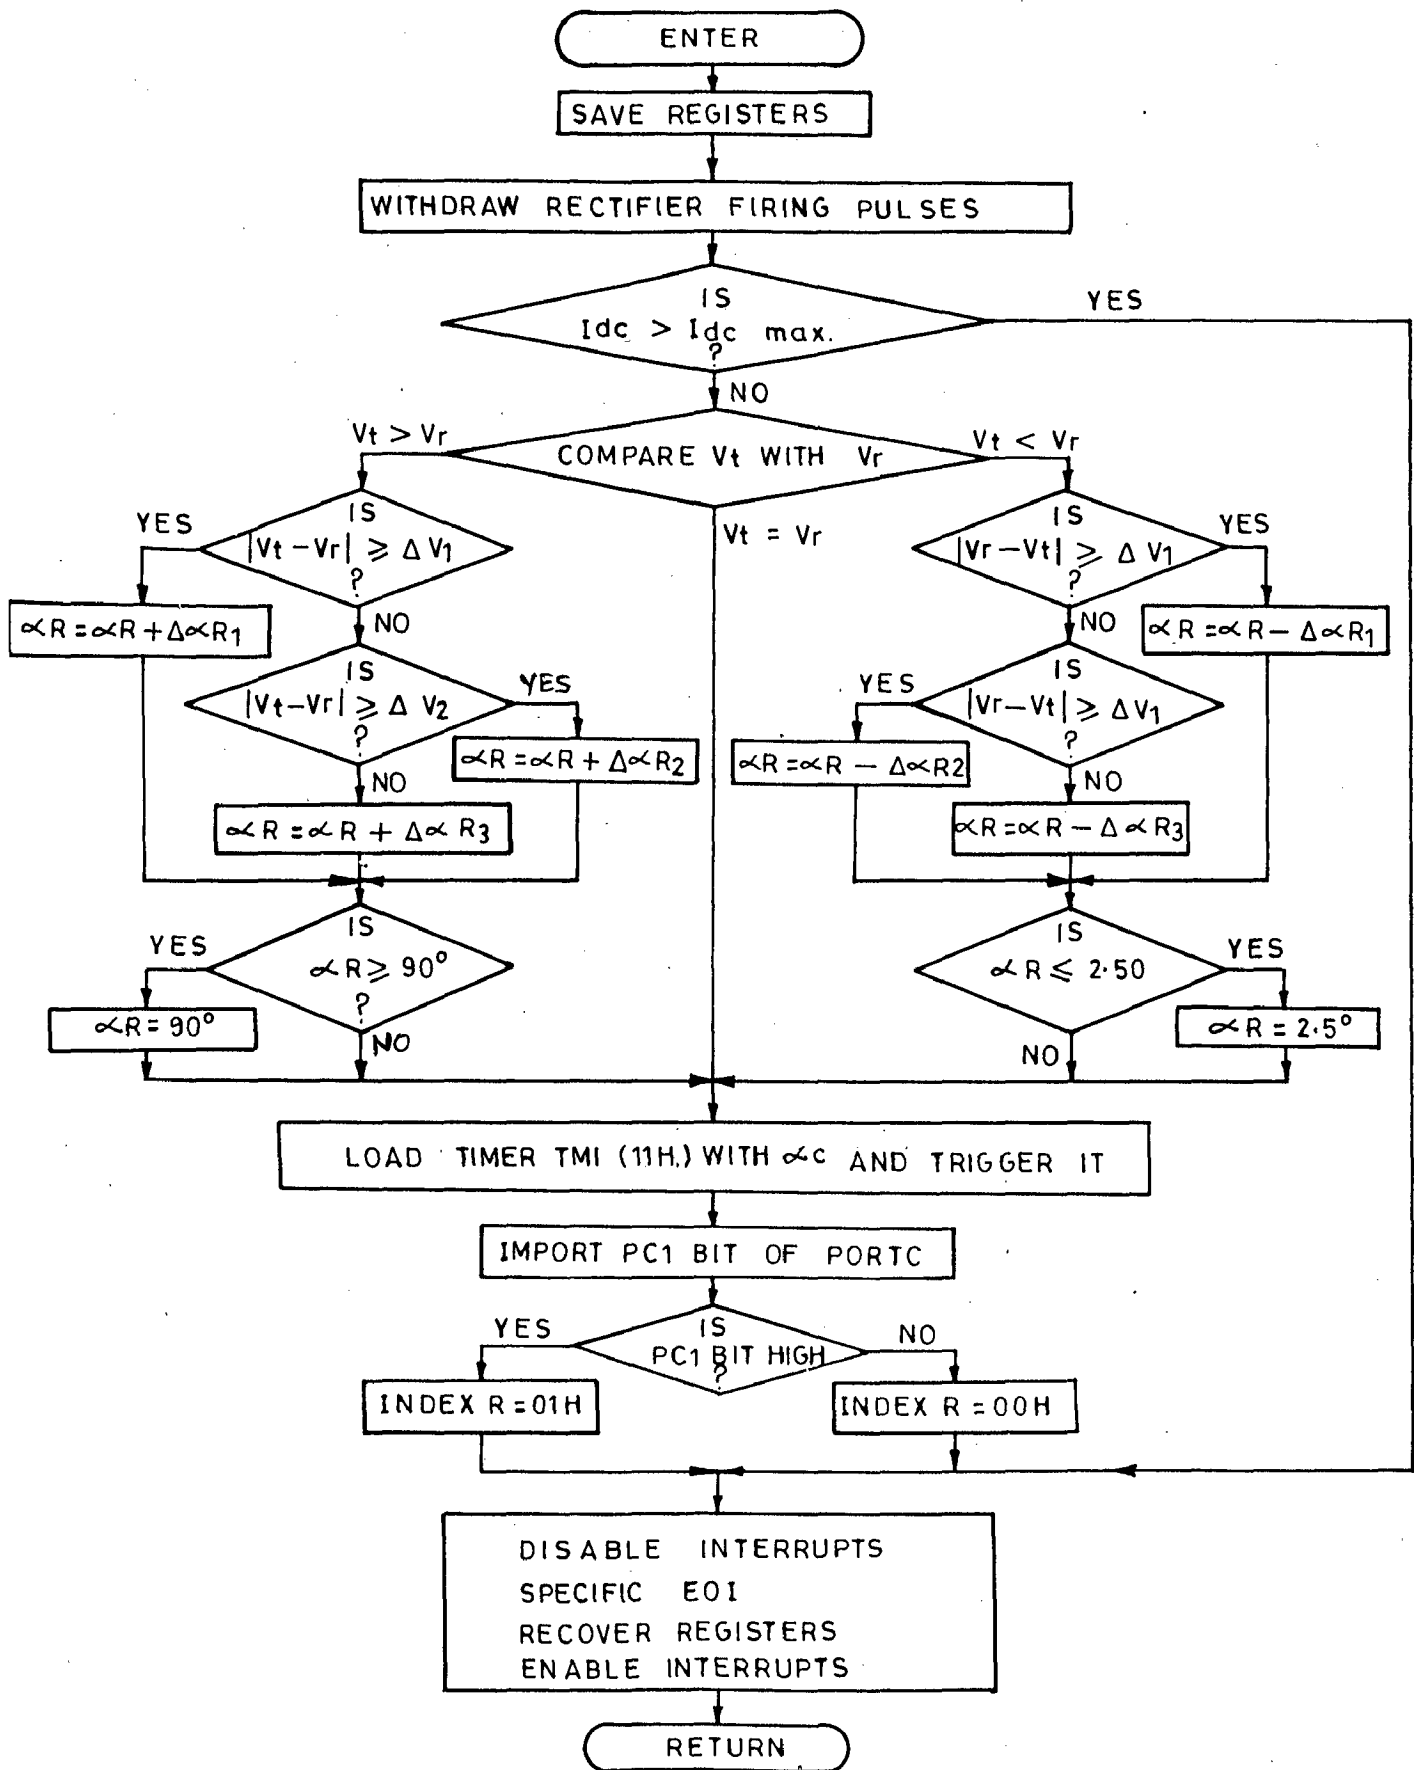 ENTER
SAVE REGISTERS
WITHDRAW RECTIFIER FIRING PULSES
IS
Idc > Idc max.
?
YES
NO
COMPARE Vt WITH Vr
Vt > Vr
Vt < Vr
Vt = Vr
IS
|Vt-Vr| ⩾ Δ V1
?
YES
NO
αR=αR+ΔαR1
IS
|Vt-Vr| ⩾ Δ V2
?
YES
NO
αR=αR+ ΔαR2
αR=αR + Δα R3
IS
|Vr-Vt| ⩾ Δ V1
?
YES
NO
αR=αR- ΔαR1
IS
|Vr-Vt| ⩾ ΔV1
?
YES
NO
αR=αR - ΔαR2
αR=αR- Δ αR3
IS
αR⩾ 90°
?
YES
NO
αR= 90°
IS
αR ⩽ 2.50
YES
NO
αR = 2.5°
LOAD TIMER TMI (11H.) WITH αc AND TRIGGER IT
IMPORT PC1 BIT OF PORTC
IS
PC1 BIT HIGH
?
YES
NO
INDEX R=01H
INDEX R=00H
DISABLE INTERRUPTS
SPECIFIC EOI
RECOVER REGISTERS
ENABLE INTERRUPTS
RETURN